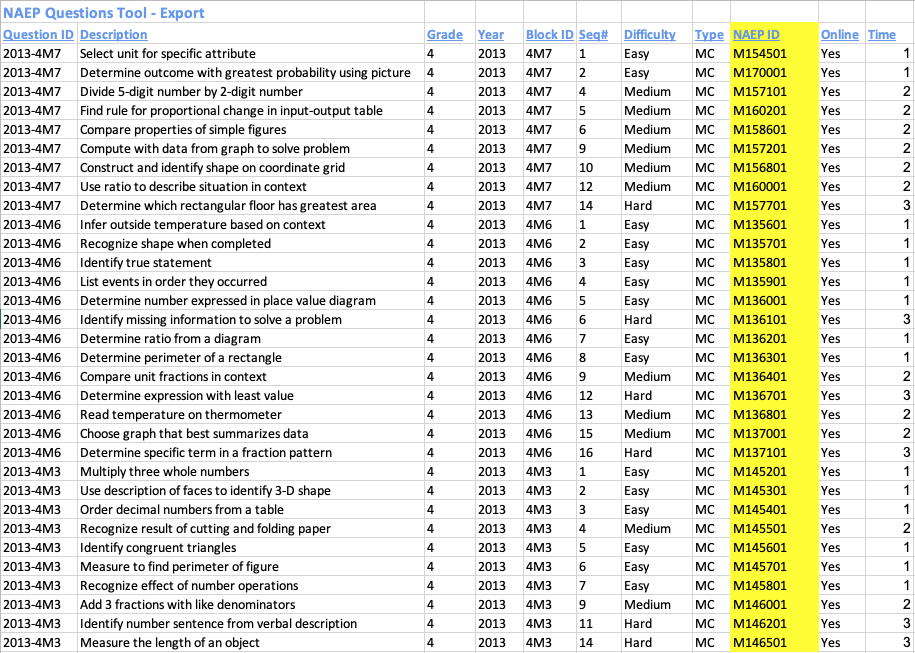 NAEP Questions Tool - Export
Question ID Description Grade Year Block ID Seq# Difficulty Type NAEP ID Online Time
2013-4M7 Select unit for specific attribute 4 2013 4M7 1 Easy MC M154501 Yes 1
2013-4M7 Determine outcome with greatest probability using picture 4 2013 4M7 2 Easy MC M170001 Yes 1
2013-4M7 Divide 5-digit number by 2-digit number 4 2013 4M7 4 Medium MC M157101 Yes 2
2013-4M7 Find rule for proportional change in input-output table 4 2013 4M7 5 Medium MC M160201 Yes 2
2013-4M7 Compare properties of simple figures 4 2013 4M7 6 Medium MC M158601 Yes 2
2013-4M7 Compute with data from graph to solve problem 4 2013 4M7 9 Medium MC M157201 Yes 2
2013-4M7 Construct and identify shape on coordinate grid 4 2013 4M7 10 Medium MC M156801 Yes 2
2013-4M7 Use ratio to describe situation in context 4 2013 4M7 12 Medium MC M160001 Yes 2
2013-4M7 Determine which rectangular floor has greatest area 4 2013 4M7 14 Hard MC M157701 Yes 3
2013-4M6 Infer outside temperature based on context 4 2013 4M6 1 Easy MC M135601 Yes 1
2013-4M6 Recognize shape when completed 4 2013 4M6 2 Easy MC M135701 Yes 1
2013-4M6 Identify true statement 4 2013 4M6 3 Easy MC M135801 Yes 1
2013-4M6 List events in order they occurred 4 2013 4M6 4 Easy MC M135901 Yes 1
2013-4M6 Determine number expressed in place value diagram 4 2013 4M6 5 Easy MC M136001 Yes 1
2013-4M6 Identify missing information to solve a problem 4 2013 4M6 6 Hard MC M136101 Yes 3
2013-4M6 Determine ratio from a diagram 4 2013 4M6 7 Easy MC M136201 Yes 1
2013-4M6 Determine perimeter of a rectangle 4 2013 4M6 8 Easy MC M136301 Yes 1
2013-4M6 Compare unit fractions in context 4 2013 4M6 9 Medium MC M136401 Yes 2
2013-4M6 Determine expression with least value 4 2013 4M6 12 Hard MC M136701 Yes 3
2013-4M6 Read temperature on thermometer 4 2013 4M6 13 Medium MC M136801 Yes 2
2013-4M6 Choose graph that best summarizes data 4 2013 4M6 15 Medium MC M137001 Yes 2
2013-4M6 Determine specific term in a fraction pattern 4 2013 4M6 16 Hard MC M137101 Yes 3
2013-4M3 Multiply three whole numbers 4 2013 4M3 1 Easy MC M145201 Yes 1
2013-4M3 Use description of faces to identify 3-D shape 4 2013 4M3 2 Easy MC M145301 Yes 1
2013-4M3 Order decimal numbers from a table 4 2013 4M3 3 Easy MC M145401 Yes 1
2013-4M3 Recognize result of cutting and folding paper 4 2013 4M3 4 Medium MC M145501 Yes 2
2013-4M3 Identify congruent triangles 4 2013 4M3 5 Easy MC M145601 Yes 1
2013-4M3 Measure to find perimeter of figure 4 2013 4M3 6 Easy MC M145701 Yes 1
2013-4M3 Recognize effect of number operations 4 2013 4M3 7 Easy MC M145801 Yes 1
2013-4M3 Add 3 fractions with like denominators 4 2013 4M3 9 Medium MC M146001 Yes 2
2013-4M3 Identify number sentence from verbal description 4 2013 4M3 11 Hard MC M146201 Yes 3
2013-4M3 Measure the length of an object 4 2013 4M3 14 Hard MC M146501 Yes 3